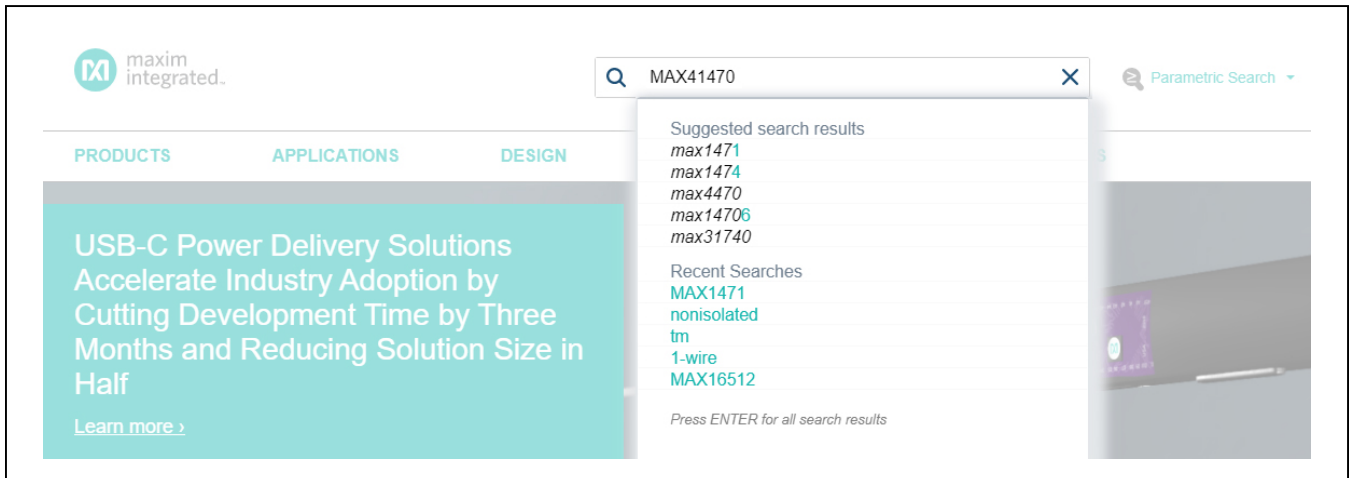 maxim
integrated™
MAX41470
Parametric Search
PRODUCTS
APPLICATIONS
DESIGN
S
Suggested search results
max1471
max1474
max4470
max14706
max31740
Recent Searches
MAX1471
nonisolated
tm
1-wire
MAX16512
Press ENTER for all search results
USB-C Power Delivery Solutions
Accelerate Industry Adoption by
Cutting Development Time by Three
Months and Reducing Solution Size in
Half
Learn more ›